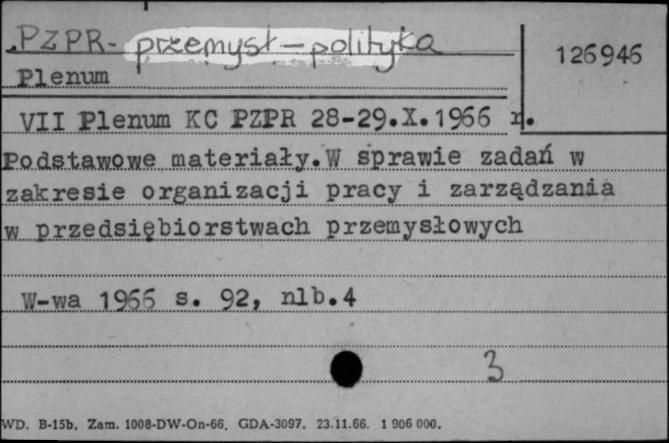 PZPR- przemysł-polityka
126946
Plenum
VII Plenum KC PZPR 28-29.X.1966 r.
Podstawowe materiały.W sprawie zadań w
zakresie organizacji pracy i zarządzania
w przedsiębiorstwach przemysłowych
W-wa 1966 s. 92, nlb.4
3
WD. B-15b. Zam. 1008-DW-On-66. GDA-3097. 23.11.66. 1 906 000.